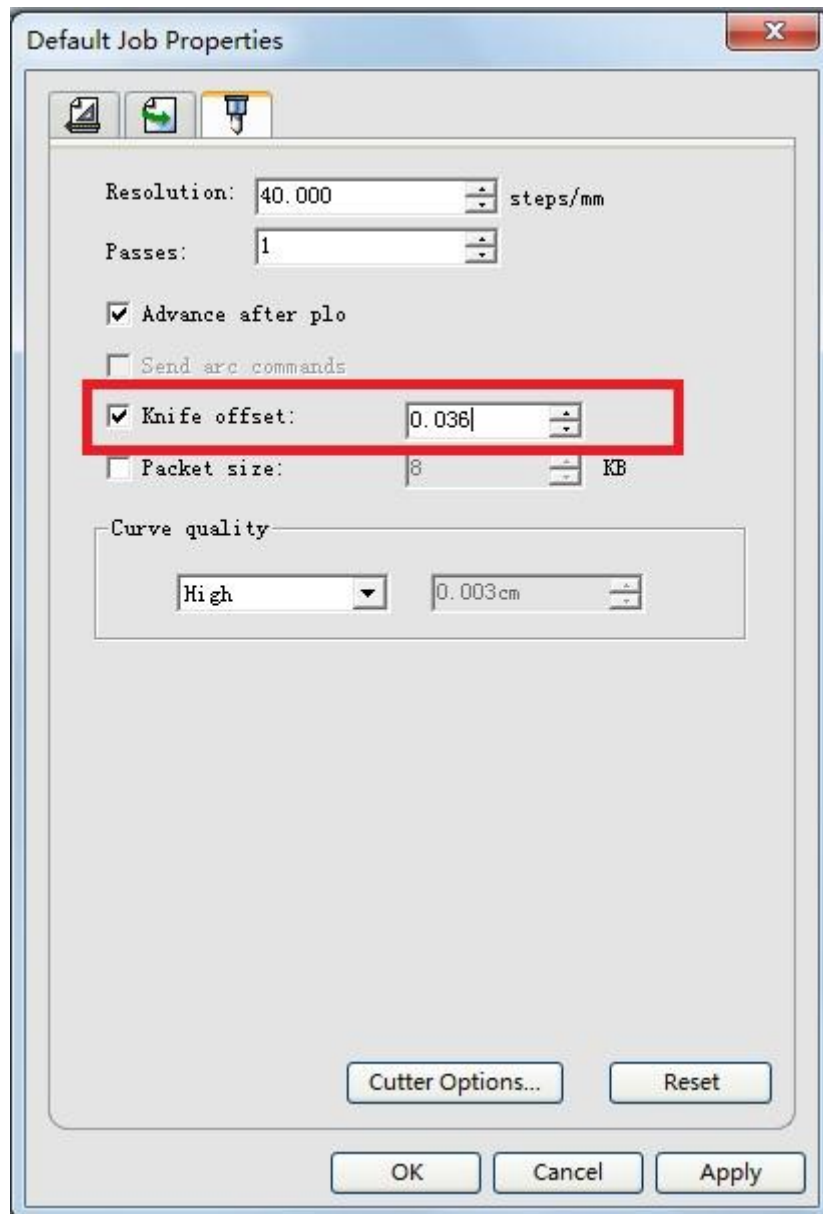 Default Job Properties
Resolution: 40.000 steps/mm
Passes: 1
Advance after plo
Send arc commands
Knife offset: 0.036
Packet size: 8 KB
Curve quality
High 0.003cm
Cutter Options... Reset
OK Cancel Apply